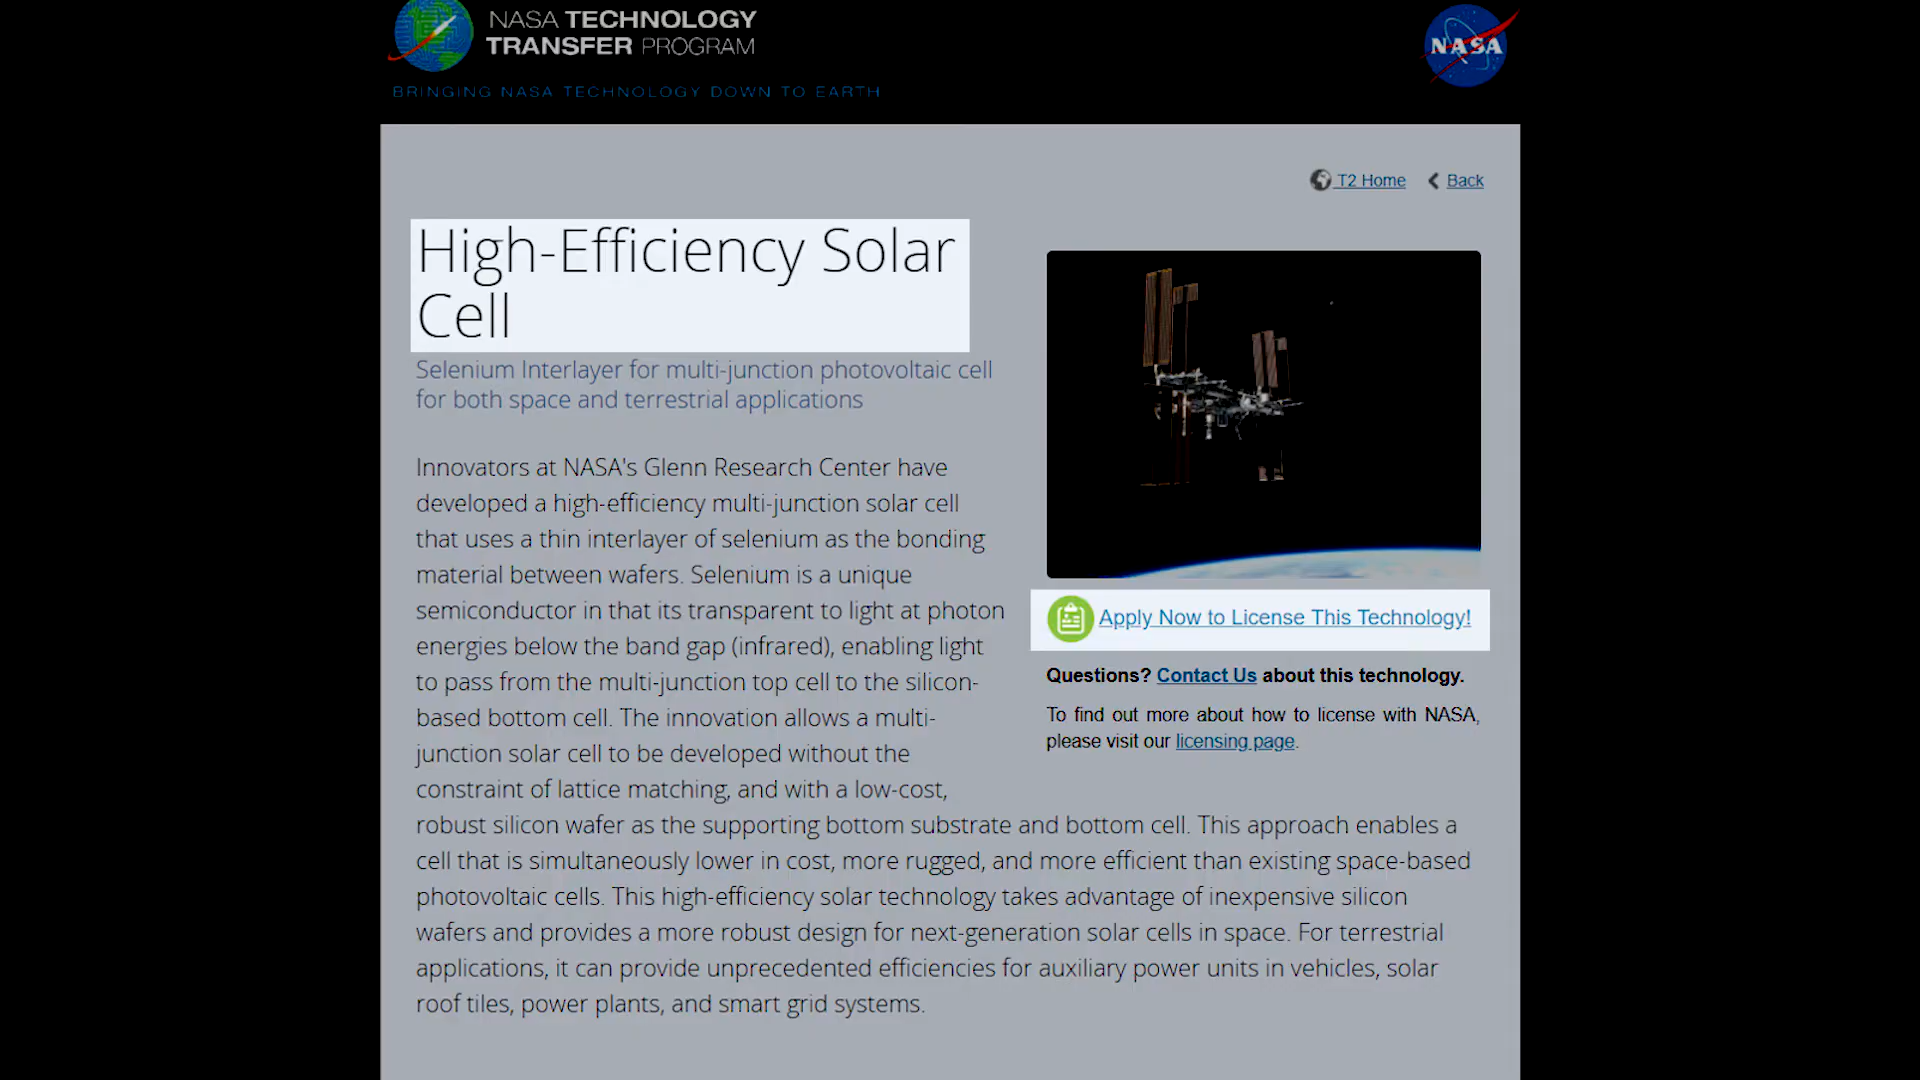 NASA TECHNOLOGY
TRANSFER PROGRAM
BRINGING NASA TECHNOLOGY DOWN TO EARTH
NASA
T2 Home
Back
High-Efficiency Solar
Cell
Selenium Interlayer for multi-junction photovoltaic cell
for both space and terrestrial applications
Innovators at NASA's Glenn Research Center have
developed a high-efficiency multi-junction solar cell
that uses a thin interlayer of selenium as the bonding
material between wafers. Selenium is a unique
semiconductor in that its transparent to light at photon
energies below the band gap (infrared), enabling light
to pass from the multi-junction top cell to the silicon-
based bottom cell. The innovation allows a multi-
junction solar cell to be developed without the
constraint of lattice matching, and with a low-cost,
robust silicon wafer as the supporting bottom substrate and bottom cell. This approach enables a
cell that is simultaneously lower in cost, more rugged, and more efficient than existing space-based
photovoltaic cells. This high-efficiency solar technology takes advantage of inexpensive silicon
wafers and provides a more robust design for next-generation solar cells in space. For terrestrial
applications, it can provide unprecedented efficiencies for auxiliary power units in vehicles, solar
roof tiles, power plants, and smart grid systems.
Apply Now to License This Technology!
Questions? Contact Us about this technology.
To find out more about how to license with NASA,
please visit our licensing page.